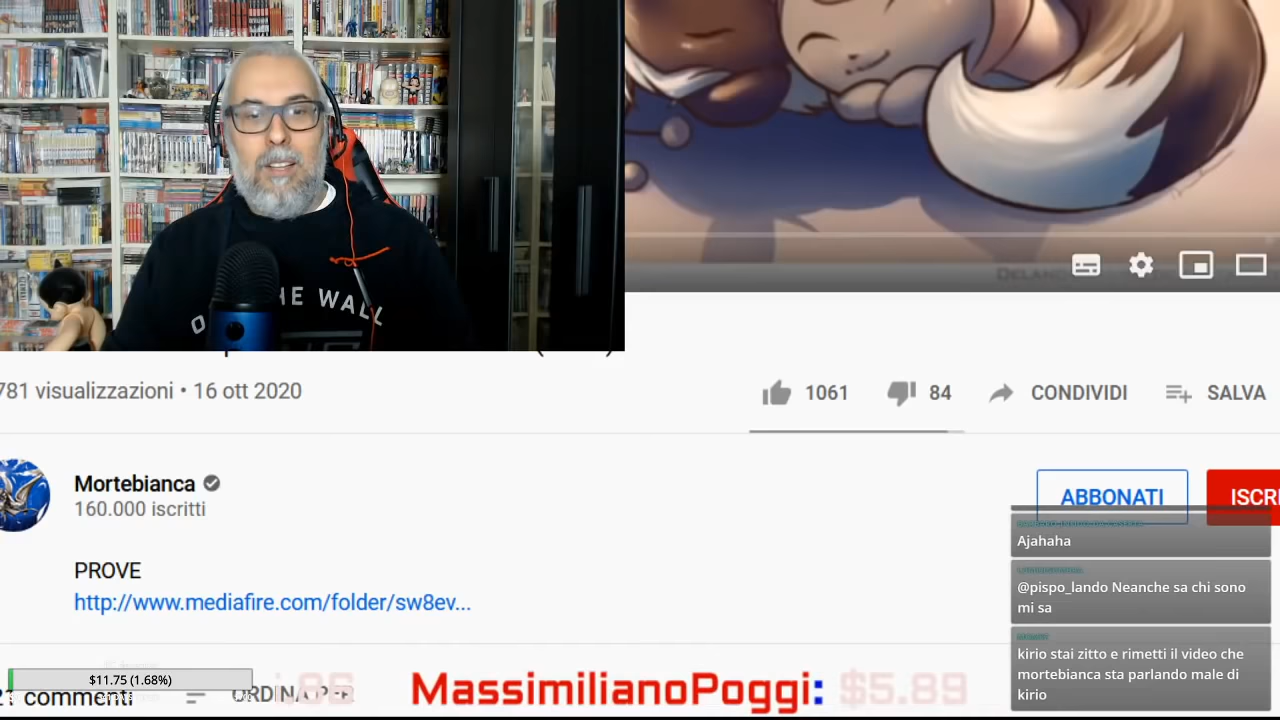 THE WALL
781 visualizzazioni • 16 ott 2020
1061
84
CONDIVIDI
SALVA
Mortebianca
160.000 iscritti
ABBONATI
PROVE
http://www.mediafire.com/folder/sw8ev...
Ajahaha
@pispo_lando Neanche sa chi sono
mi sa
kirio stai zitto e rimetti il video che
mortebianca sta parlando male di
kirio
$11.75 (1.68%)
commenti
ORDINA PER
MassimilianoPoggi: $5.89